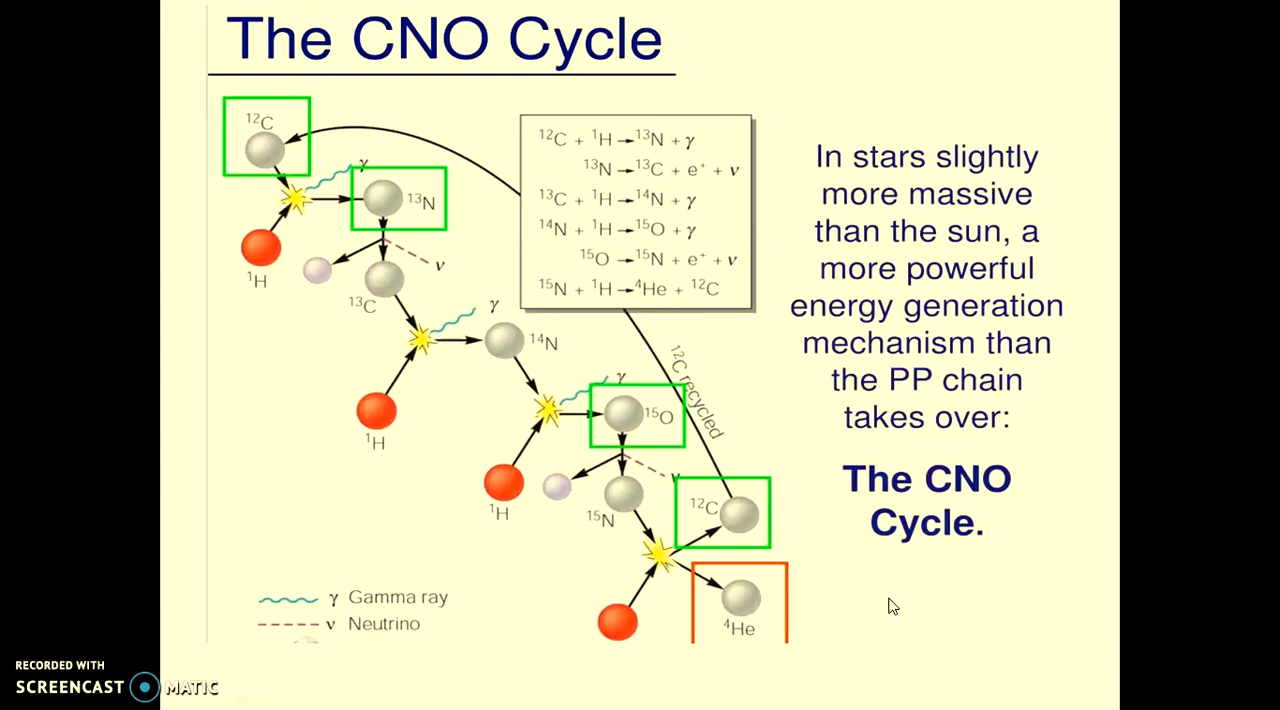 The CNO Cycle
¹²C
γ
¹³N
¹H
ν
¹³C
γ
¹⁴N
¹H
γ
¹⁵O
¹H
ν
¹⁵N
¹²C
⁴He
¹²C recycled
¹²C + ¹H → ¹³N + γ
¹³N → ¹³C + e⁺ + ν
¹³C + ¹H → ¹⁴N + γ
¹⁴N + ¹H → ¹⁵O + γ
¹⁵O → ¹⁵N + e⁺ + ν
¹⁵N + ¹H → ⁴He + ¹²C
In stars slightly
more massive
than the sun, a
more powerful
energy generation
mechanism than
the PP chain
takes over:
The CNO
Cycle.
γ Gamma ray
ν Neutrino
RECORDED WITH
SCREENCAST MATIC